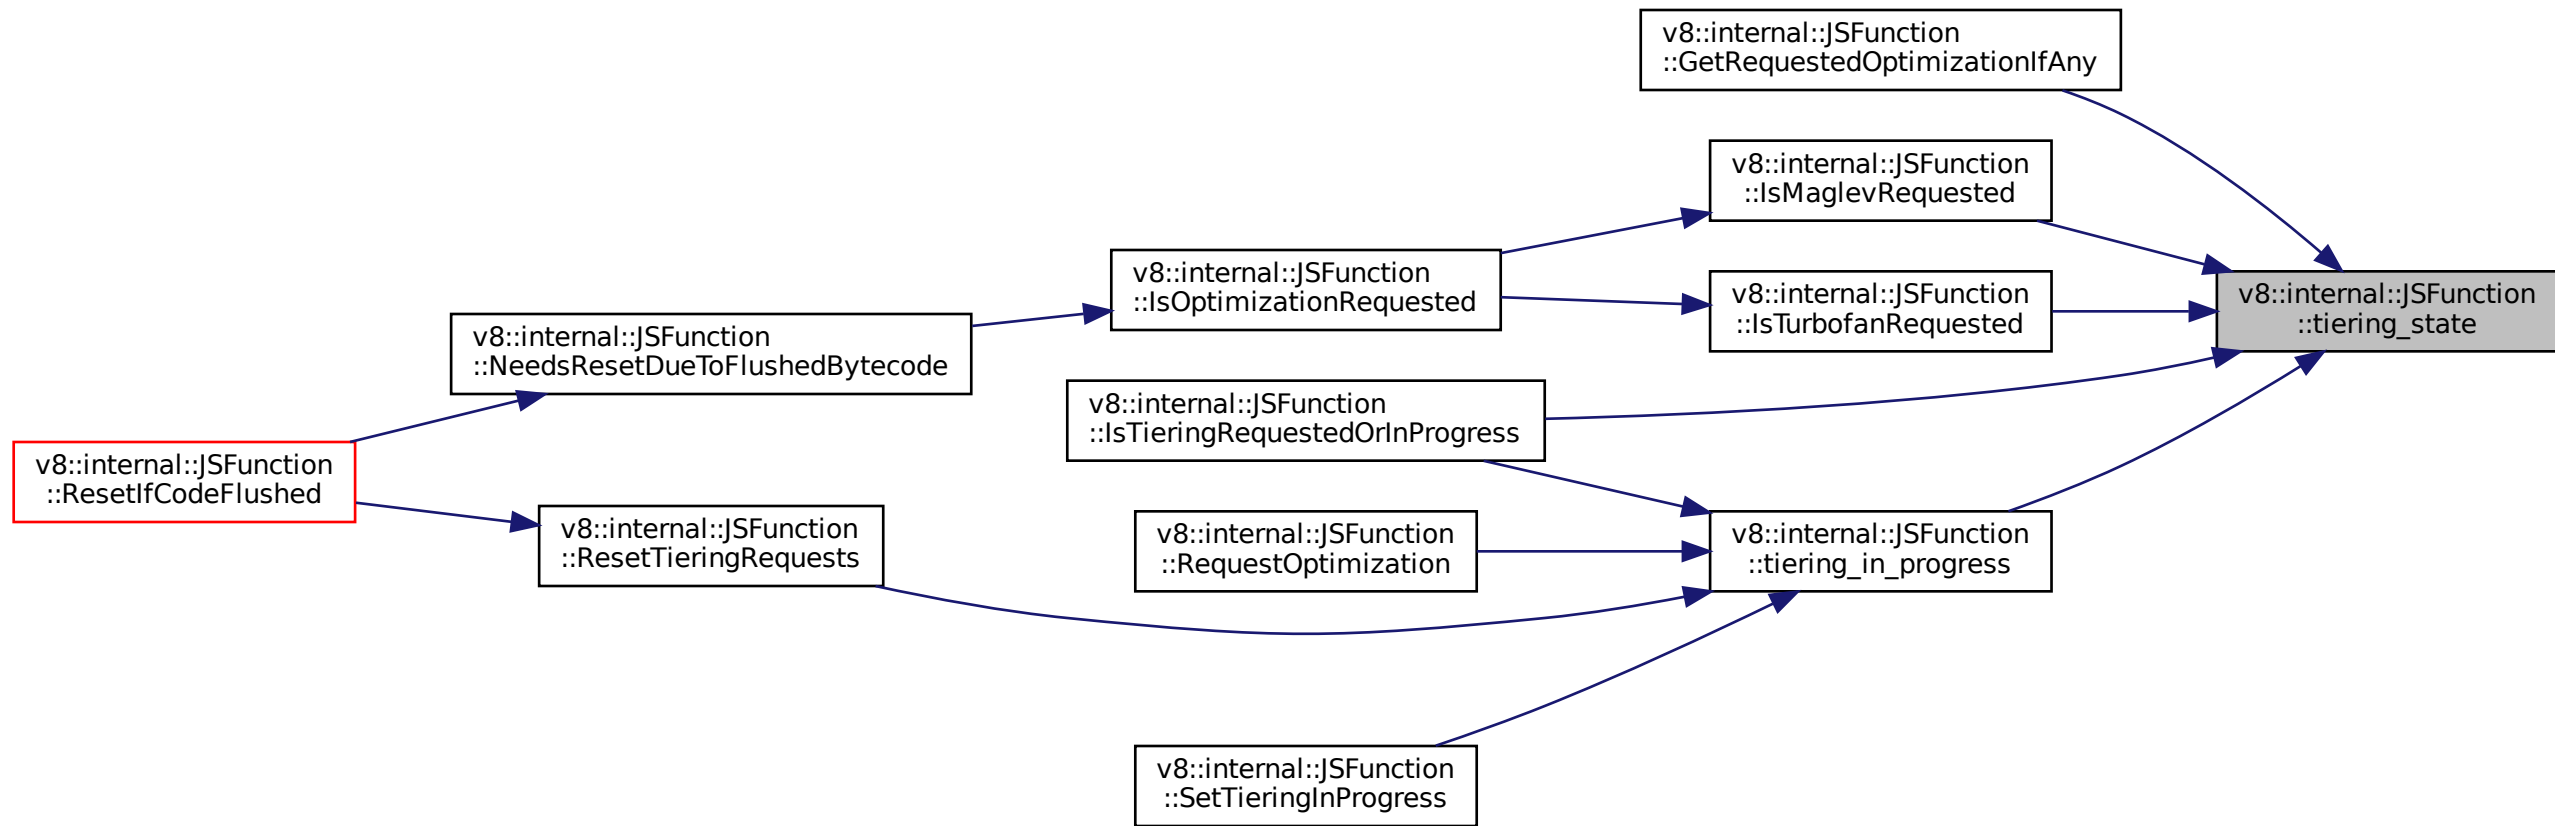 v8::internal::JSFunction
::GetRequestedOptimizationIfAny
v8::internal::JSFunction
::IsMaglevRequested
v8::internal::JSFunction
::IsOptimizationRequested
v8::internal::JSFunction
::IsTurbofanRequested
v8::internal::JSFunction
::tiering_state
v8::internal::JSFunction
::NeedsResetDueToFlushedBytecode
v8::internal::JSFunction
::IsTieringRequestedOrInProgress
v8::internal::JSFunction
::ResetIfCodeFlushed
v8::internal::JSFunction
::ResetTieringRequests
v8::internal::JSFunction
::RequestOptimization
v8::internal::JSFunction
::tiering_in_progress
v8::internal::JSFunction
::SetTieringInProgress